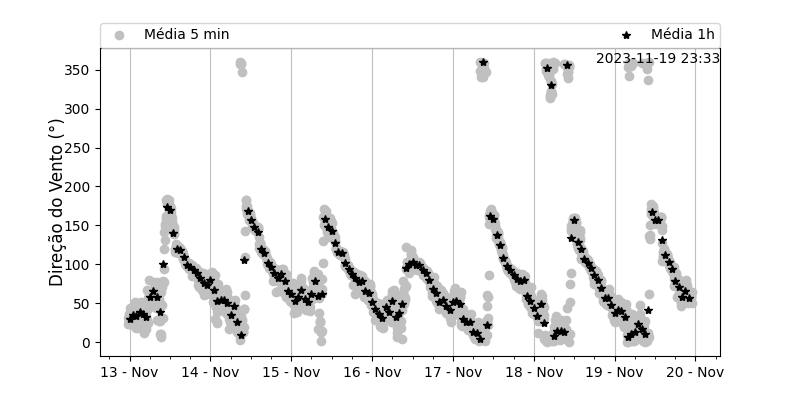 Média 5 min
Média 1h
2023-11-19 23:33
Direção do Vento (°)
350
300
250
200
150
100
50
0
13 - Nov
14 - Nov
15 - Nov
16 - Nov
17 - Nov
18 - Nov
19 - Nov
20 - Nov